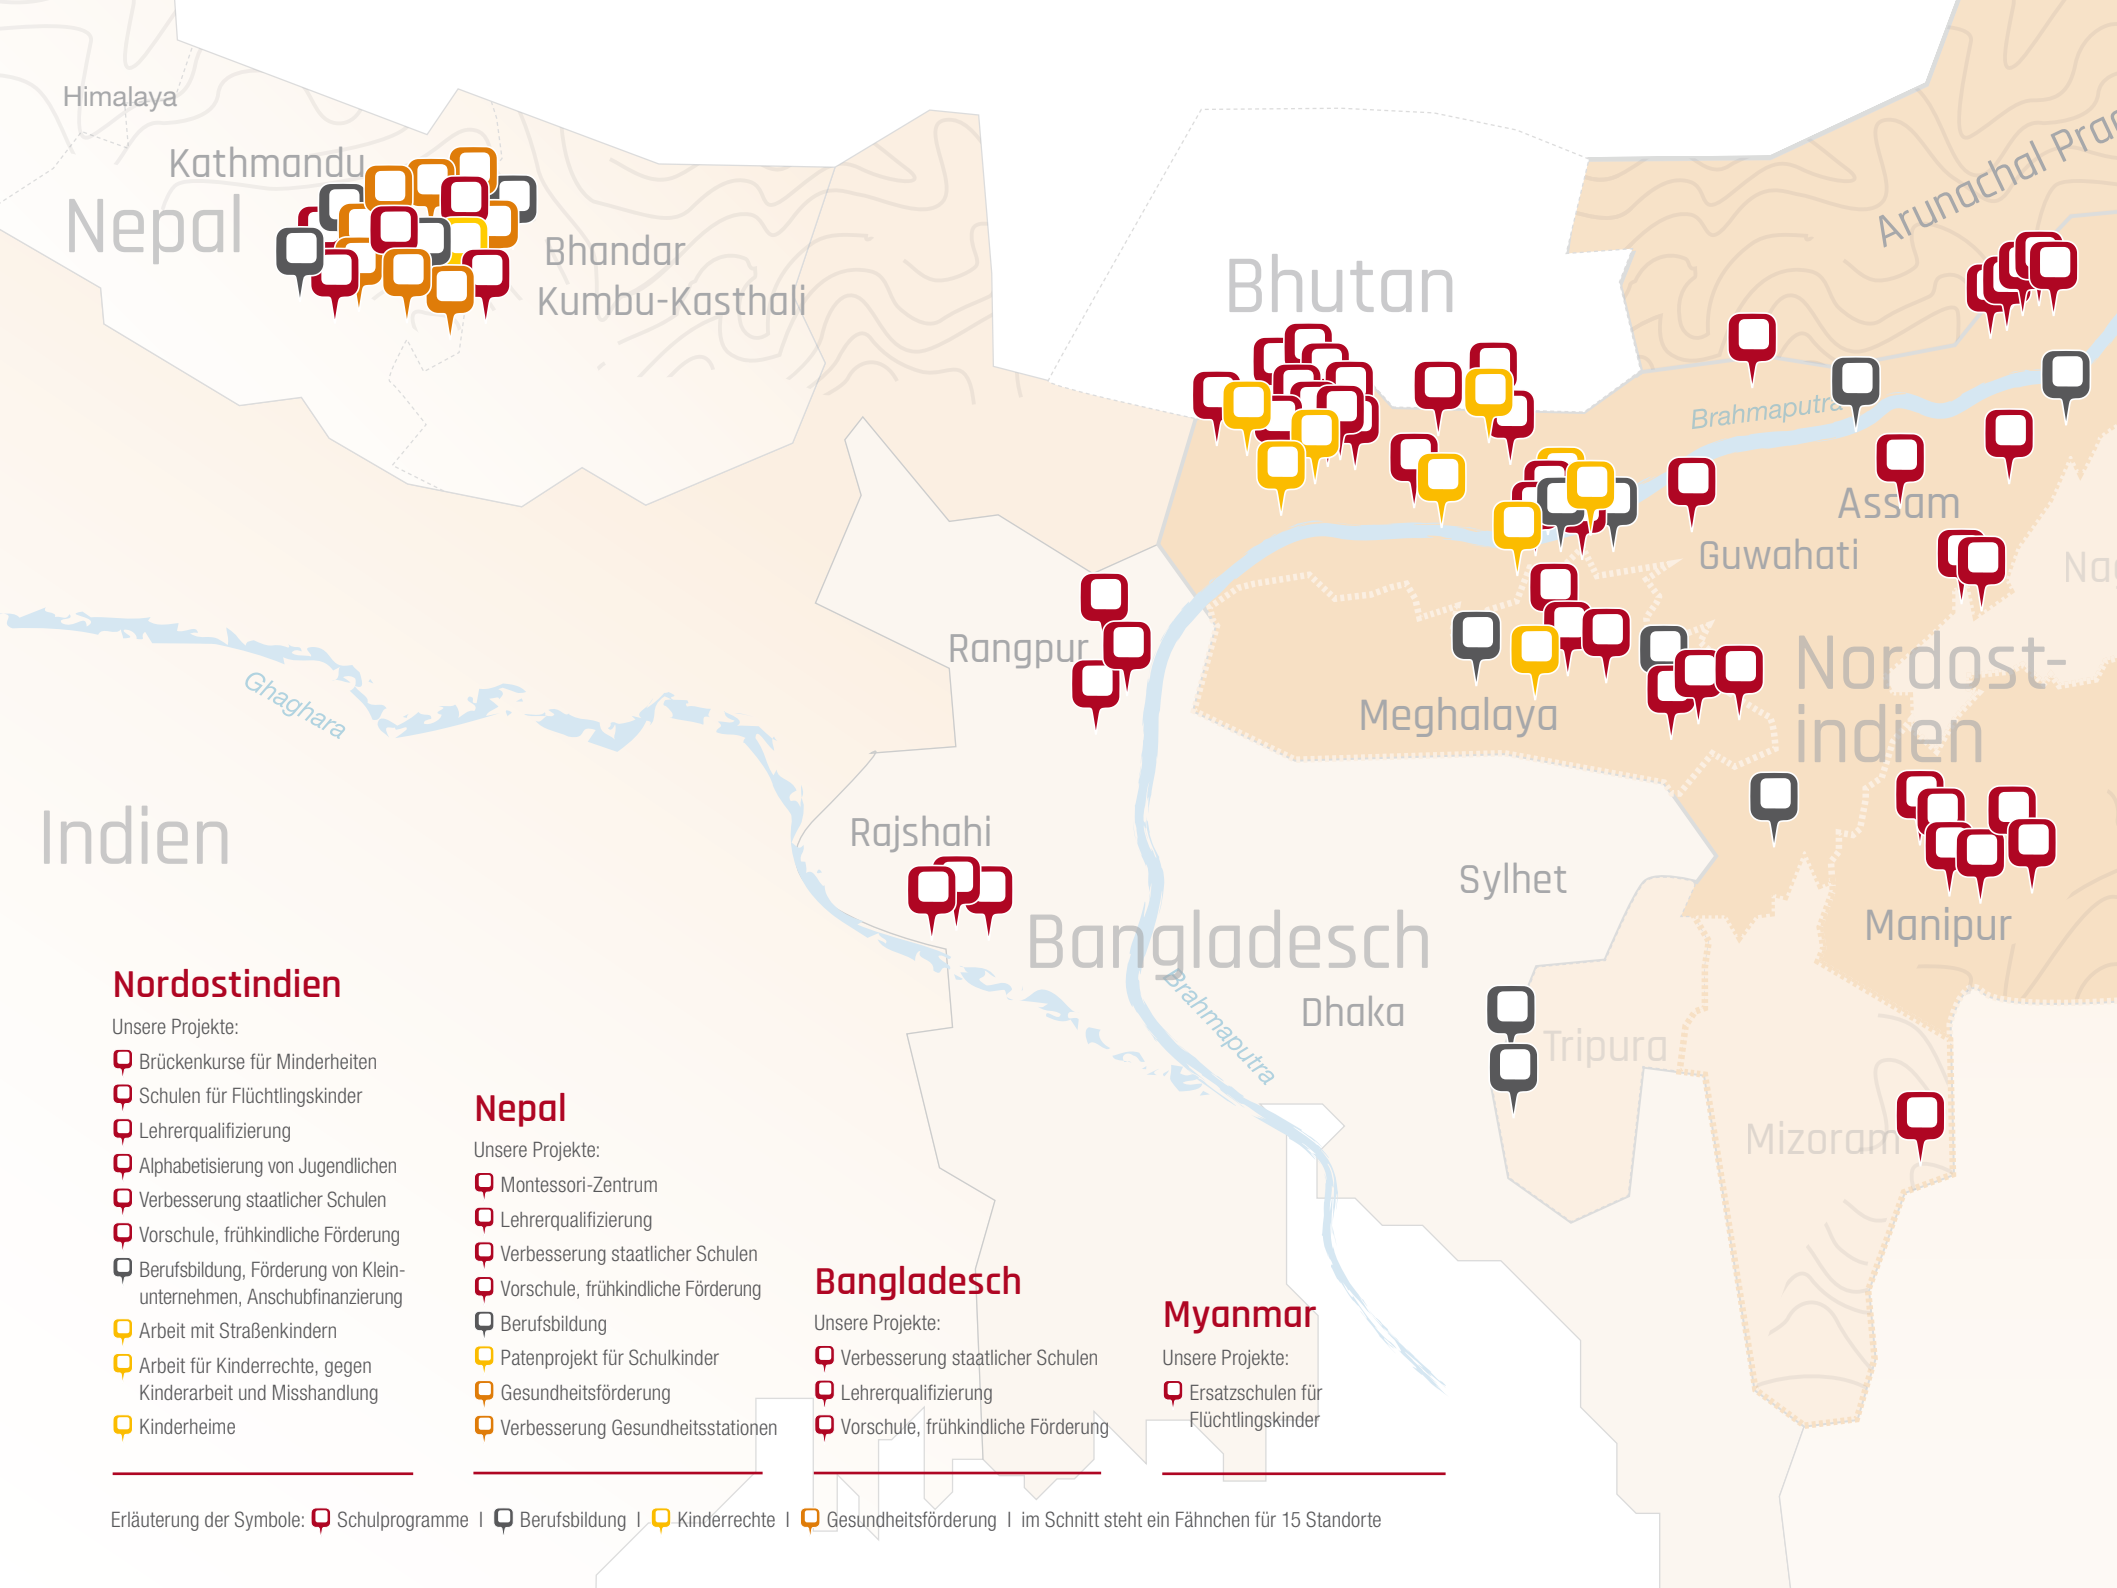 Himalaya
Kathmandu
Nepal
Bhandar
Kumbu-Kasthali
Bhutan
Arunachal
Brahmaputra
Assam
Guwahati
Rangpur
Ghaghara
Meghalaya
Nordost-
indien
Indien
Rajshahi
Sylhet
Bangladesch
Manipur
Dhaka
Brahmaputra
Tripura
Mizoram
Nordostindien
Unsere Projekte:
Brückenkurse für Minderheiten
Schulen für Flüchtlingskinder
Lehrerqualifizierung
Alphabetisierung von Jugendlichen
Verbesserung staatlicher Schulen
Vorschule, frühkindliche Förderung
Berufsbildung, Förderung von Klein-
unternehmen, Anschubfinanzierung
Arbeit mit Straßenkindern
Arbeit für Kinderrechte, gegen
Kinderarbeit und Misshandlung
Kinderheime
Nepal
Unsere Projekte:
Montessori-Zentrum
Lehrerqualifizierung
Verbesserung staatlicher Schulen
Vorschule, frühkindliche Förderung
Berufsbildung
Patenprojekt für Schulkinder
Gesundheitsförderung
Verbesserung Gesundheitsstationen
Bangladesch
Unsere Projekte:
Verbesserung staatlicher Schulen
Lehrerqualifizierung
Vorschule, frühkindliche Förderung
Myanmar
Unsere Projekte:
Ersatzschulen für
Flüchtlingskinder
Erläuterung der Symbole: Schulprogramme I Berufsbildung I Kinderrechte I Gesundheitsförderung I im Schnitt steht ein Fähnchen für 15 Standorte